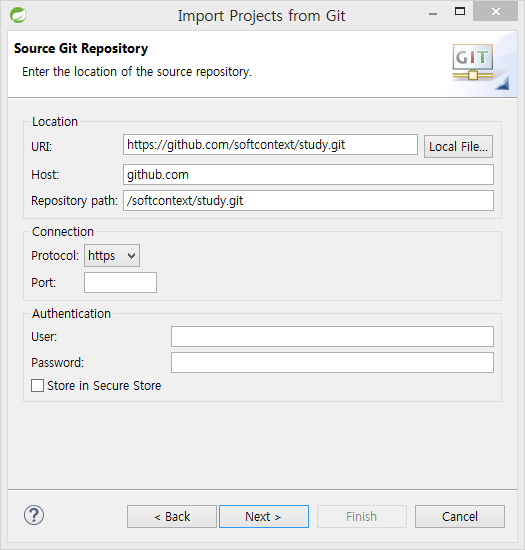 Import Projects from Git
Source Git Repository
Enter the location of the source repository.
GIT
Location
URI: https://github.com/softcontext/study.git Local File...
Host: github.com
Repository path: /softcontext/study.git
Connection
Protocol: https
Port:
Authentication
User:
Password:
Store in Secure Store
? < Back Next > Finish Cancel